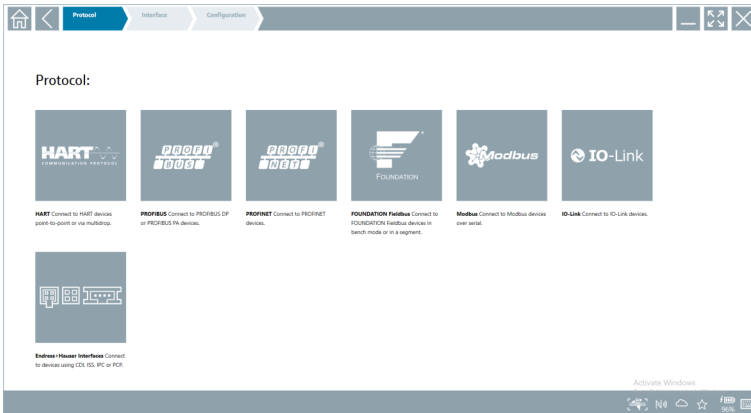 Protocol
Interface
Configuration
Protocol:
HART
COMMUNICATION PROTOCOL
PROFI
BUS
PROFI
NET
FOUNDATION
Modbus
IO-Link
HART Connect to HART devices
point-to-point or via multidrop.
PROFIBUS Connect to PROFIBUS DP
or PROFIBUS PA devices.
PROFINET Connect to PROFINET
devices.
FOUNDATION Fieldbus Connect to
FOUNDATION Fieldbus devices in
bench mode or in a segment.
Modbus Connect to Modbus devices
over serial.
IO-Link Connect to IO-Link devices.
Endress+Hauser Interfaces Connect
to devices using CDI, ISS, IPC or PCP.
Activate Windows
96%